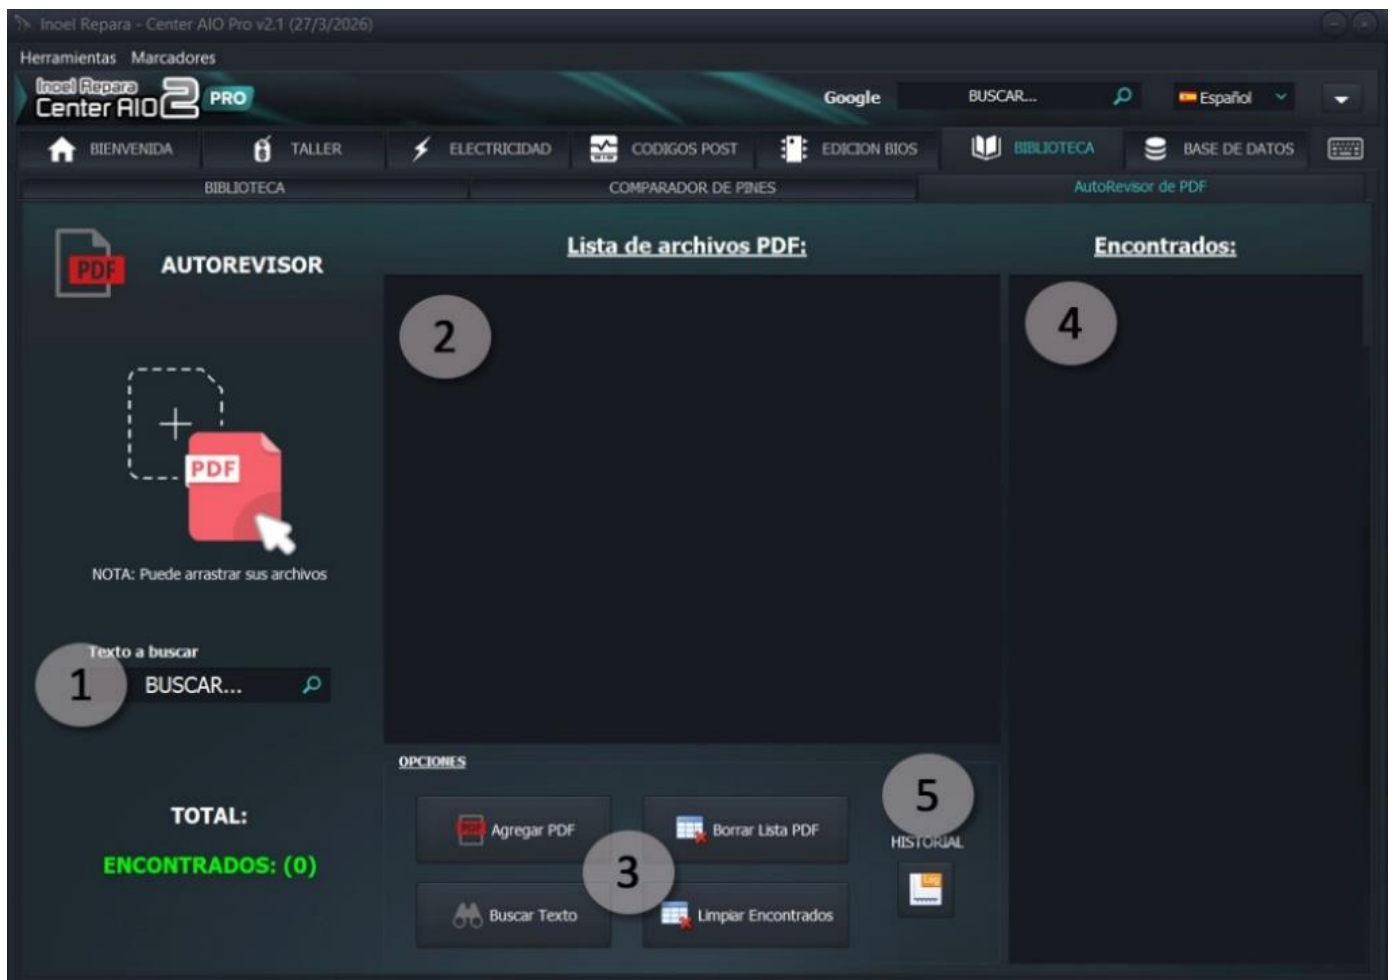 Inoel Repara - Center AIO Pro v2.1 (27/3/2026)
Herramientas Marcadores
Inoel Repara
Center AIO 2 PRO
Google BUSCAR... Español
BIENVENIDA TALLER ELECTRICIDAD CODIGOS POST EDICION BIOS BIBLIOTECA BASE DE DATOS
BIBLIOTECA COMPARADOR DE PINES AutoRevisor de PDF
PDF AUTOREVISOR
Lista de archivos PDF:
Encontrados:
2
4
PDF
NOTA: Puede arrastrar sus archivos
Texto a buscar
1 BUSCAR...
TOTAL:
ENCONTRADOS: (0)
OPCIONES
PDF Agregar PDF
Borrar Lista PDF
3
Buscar Texto
Limpiar Encontrados
5
HISTORIAL
Log